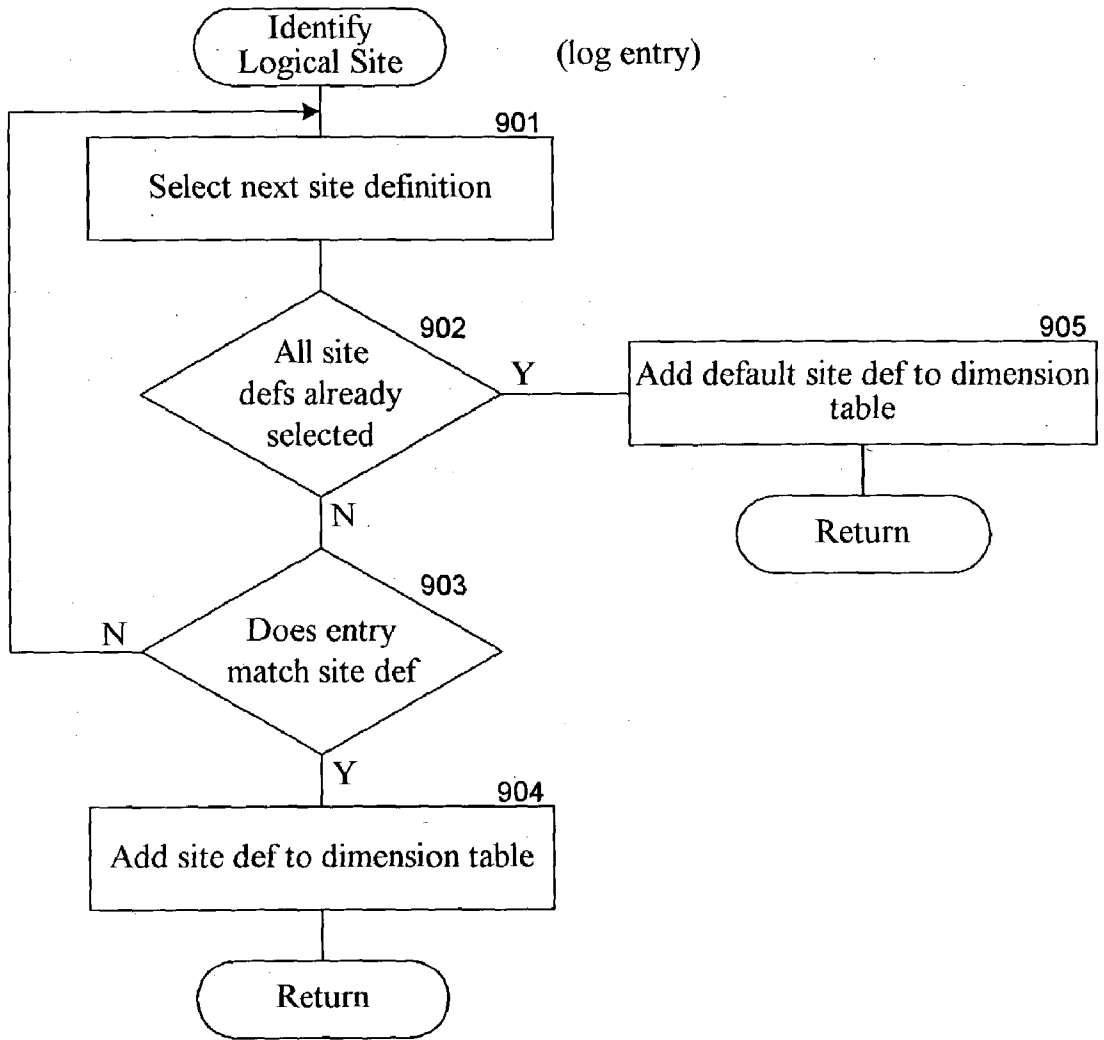 Identify
Logical Site
(log entry)
901
Select next site definition
902
All site
defs already
selected
Y
905
Add default site def to dimension
table
N
Return
903
N
Does entry
match site def
Y
904
Add site def to dimension table
Return